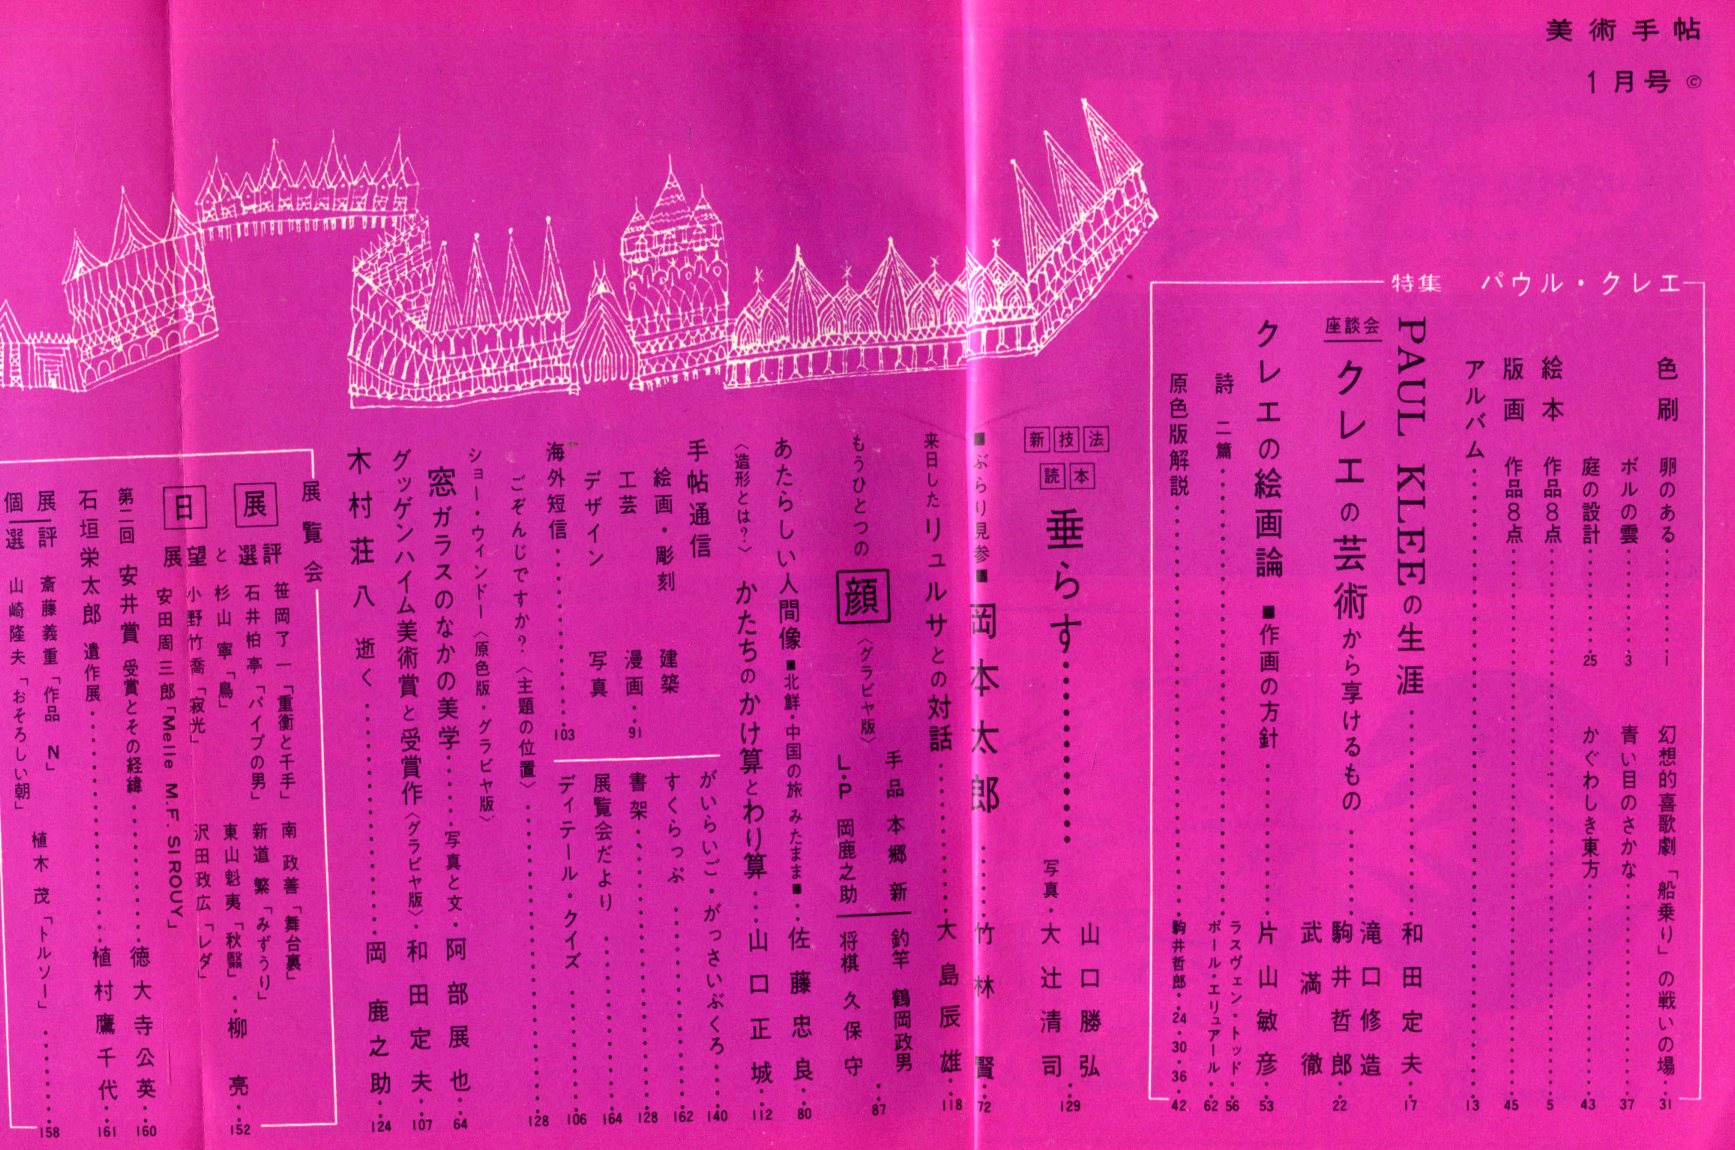 美術手帖
1月号 ©
特集 パウル・クレエ
色刷
卵のある‥‥‥1
幻想的喜歌劇「船乗り」の戦いの場‥31
ボルの雲‥‥‥3
青い目のさかな‥‥‥37
庭の設計‥‥‥25
かぐわしき東方‥‥‥43
絵本 作品8点‥‥‥5
版画 作品8点‥‥‥45
アルバム‥‥‥13
PAUL KLEEの生涯‥‥‥和田定夫‥17
座談会
クレエの芸術から享けるもの‥‥‥滝口修造
駒井哲郎‥22
武満徹
クレエの絵画論 ■作画の方針‥‥‥片山敏彦‥53
詩 二篇‥‥‥ラスヴェン・トッド‥56
ポール・エリュアール‥62
原色版解説‥‥‥駒井哲郎‥24・30・36・42
新技法
読本
垂らす‥‥‥山口勝弘
写真・大辻清司‥129
■ぶらり見参■岡本太郎‥‥‥竹林賢‥72
来日したリュルサとの対話‥‥‥大島辰雄‥118
もうひとつの顔〈グラビヤ版〉
手品 本郷新
L・P 岡鹿之助
釣竿 鶴岡政男
将棋 久保守
‥87
あたらしい人間像■北鮮・中国の旅 みたまま■‥佐藤忠良‥80
〈造形とは?〉かたちのかけ算とわり算‥‥山口正城‥112
手帖通信
絵画・彫刻 建築
工芸 漫画‥91
デザイン 写真
海外短信‥‥‥103
がいらいご・がっさいぶくろ‥‥‥140
すくらっぷ‥‥‥162
書架‥‥‥128
展覧会だより‥‥‥164
ディテール・クイズ‥‥‥106
ごぞんじですか?〈主題の位置〉‥‥‥128
ショー・ウィンドー〈原色版・グラビヤ版〉
窓ガラスのなかの美学‥‥写真と文・阿部展也‥64
グッゲンハイム美術賞と受賞作〈グラビヤ版〉和田定夫‥107
木村荘八 逝く‥‥‥岡鹿之助‥124
展覧会
展評
選評と展望
日展
笹岡了一「重衡と千手」 南政善「舞台裏」
石井柏亭「パイプの男」 新道繁「みずうり」
杉山寧「鳥」 東山魁夷「秋翳」‥柳亮‥152
小野竹喬「寂光」 沢田政広「レダ」
安田周三郎「Melle M.F. SIROUY」
第二回 安井賞 受賞とその経緯‥‥‥徳大寺公英‥160
石垣栄太郎 遺作展‥‥‥植村鷹千代‥161
展評
個選
斎藤義重「作品 N」 植木茂「トルソー」‥‥‥158
山崎隆夫「おそろしい朝」